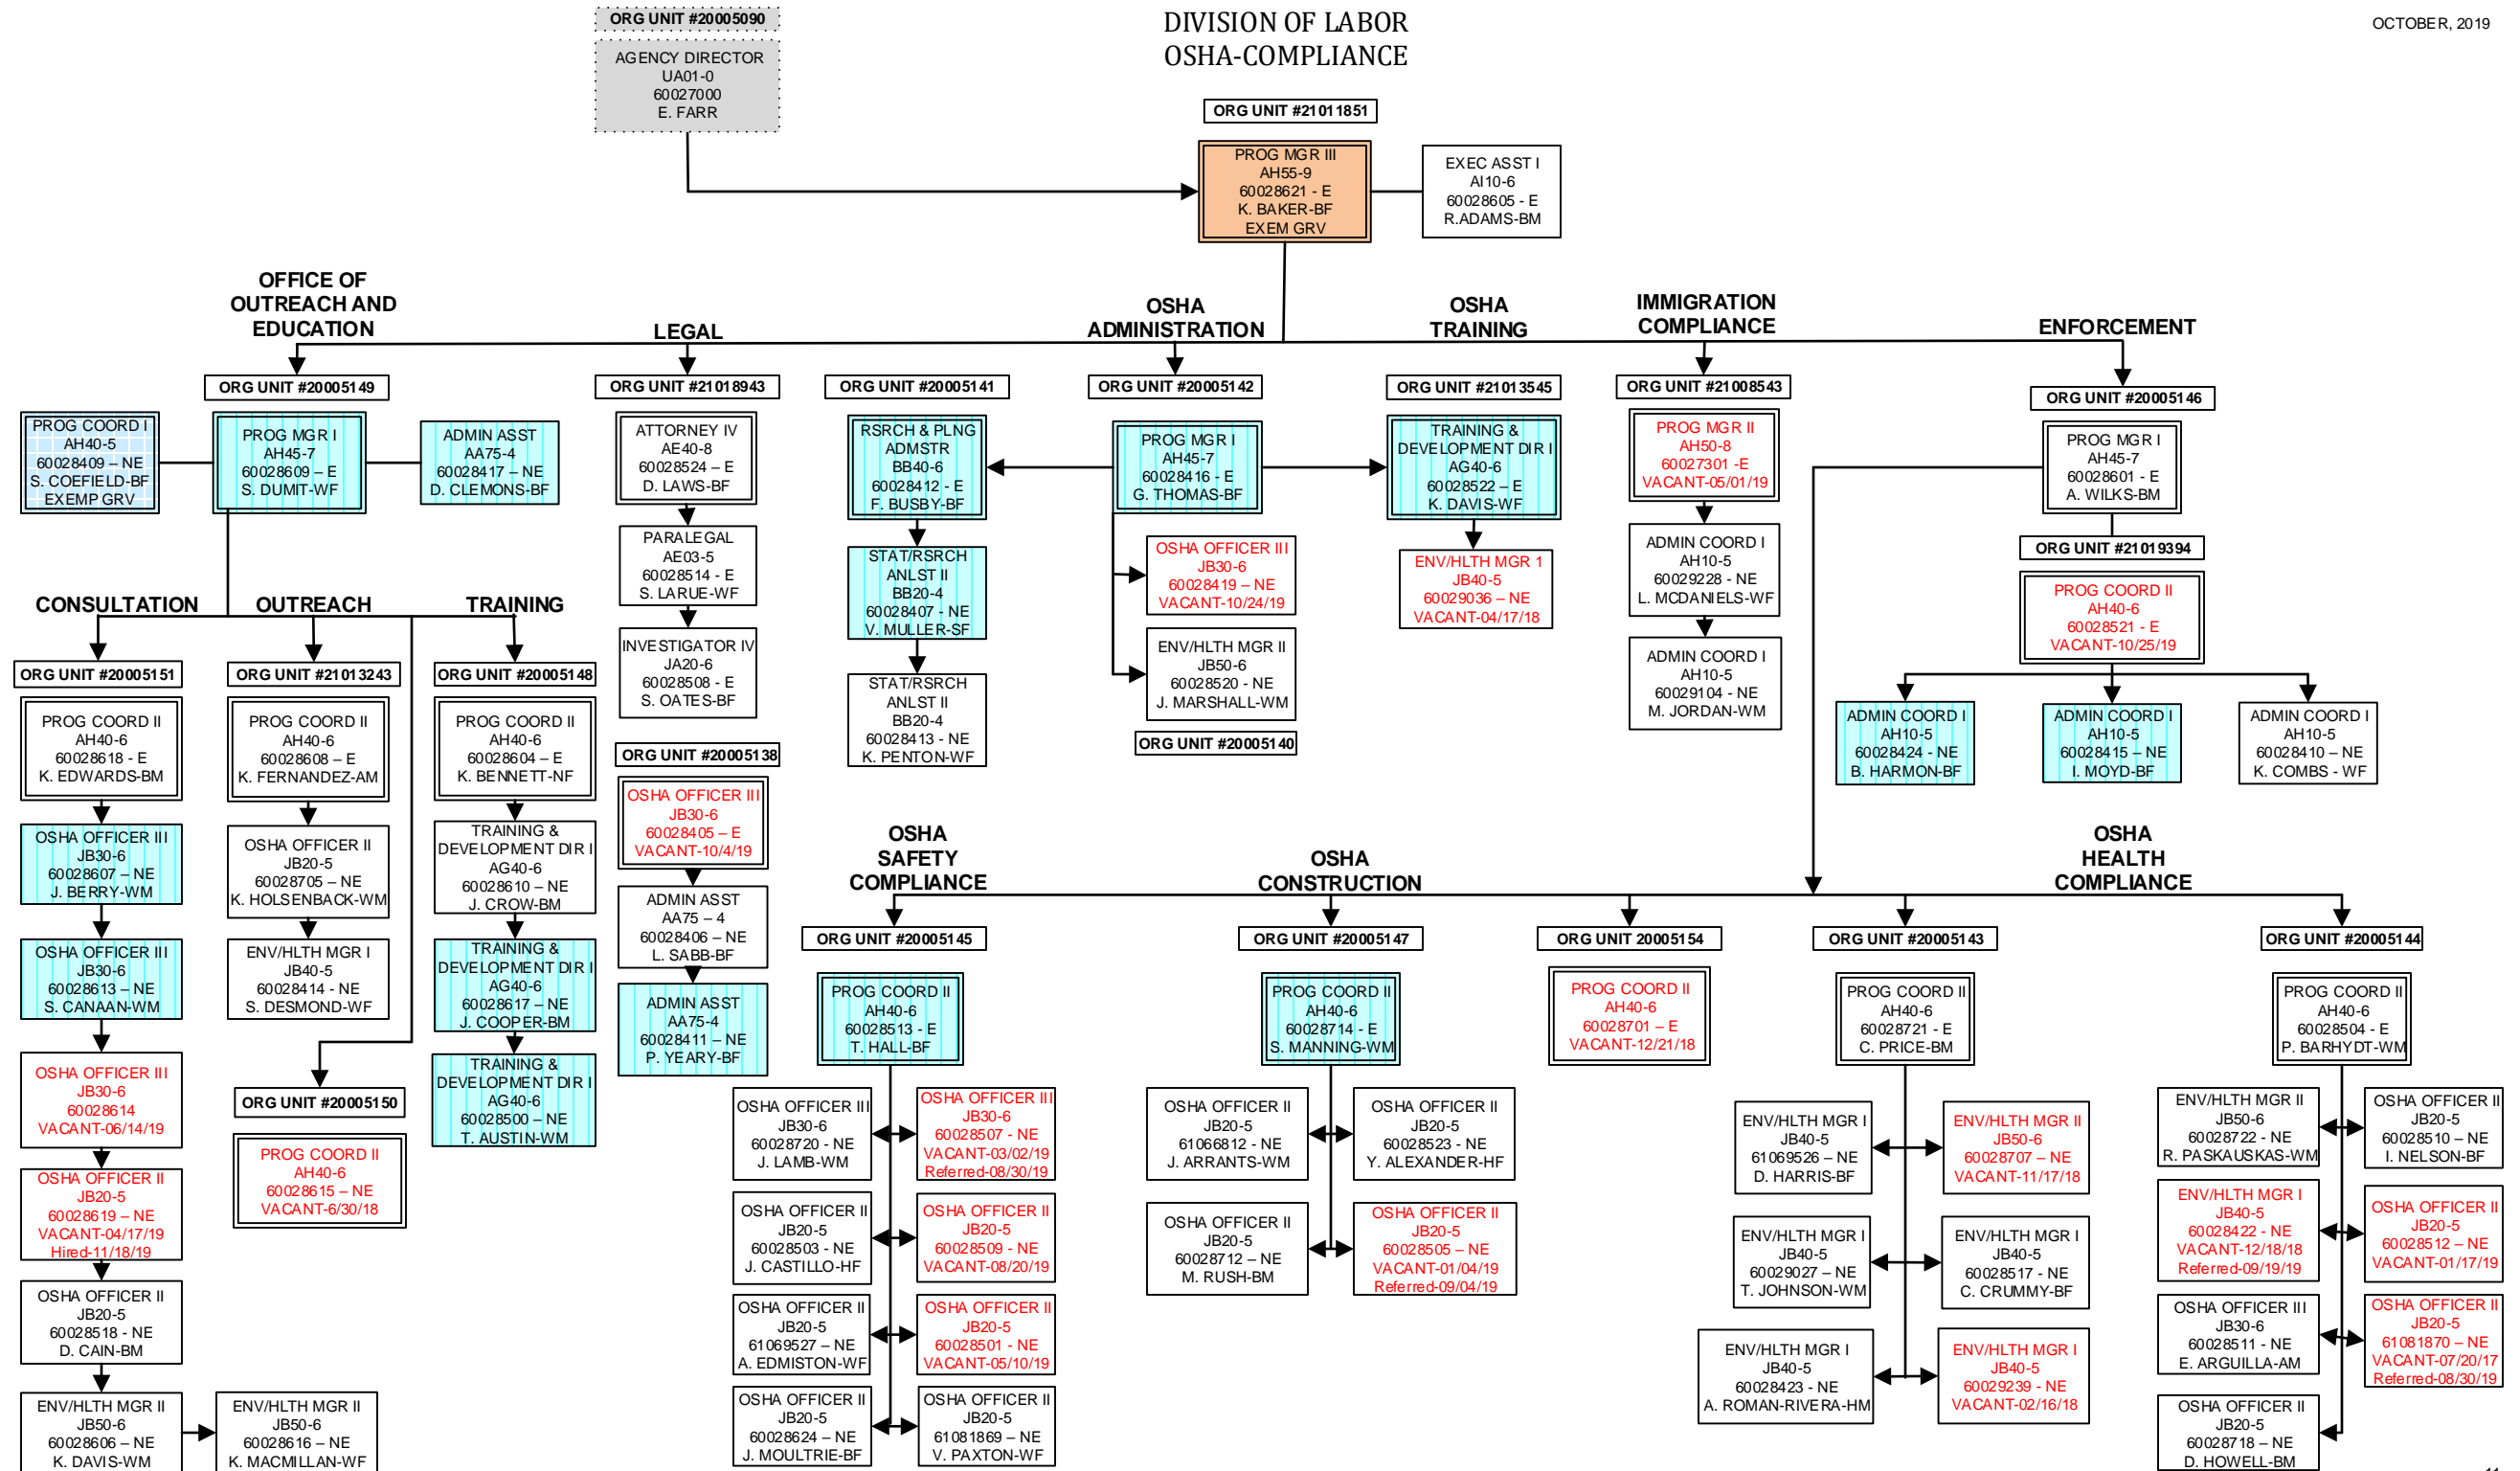 ORG UNIT #20005090
DIVISION OF LABOR
OSHA-COMPLIANCE
OCTOBER, 2019
AGENCY DIRECTOR
UA01-0
60027000
E. FARR
ORG UNIT #21011851
PROG MGR III
AH55-9
60028621 - E
K. BAKER-BF
EXEM GRV
EXEC ASST I
AI10-6
60028605 - E
R.ADAMS-BM
OFFICE OF
OUTREACH AND
EDUCATION
LEGAL
OSHA
ADMINISTRATION
OSHA
TRAINING
IMMIGRATION
COMPLIANCE
ENFORCEMENT
ORG UNIT #20005149
PROG COORD I
AH40-5
60028409 – NE
S. COEFIELD-BF
EXEMP GRV
PROG MGR I
AH45-7
60028609 – E
S. DUMIT-WF
ADMIN ASST
AA75-4
60028417 – NE
D. CLEMONS-BF
ORG UNIT #21018943
ATTORNEY IV
AE40-8
60028524 – E
D. LAWS-BF
PARALEGAL
AE03-5
60028514 - E
S. LARUE-WF
INVESTIGATOR IV
JA20-6
60028508 - E
S. OATES-BF
ORG UNIT #20005138
OSHA OFFICER III
JB30-6
60028405 – E
VACANT-10/4/19
ADMIN ASST
AA75 – 4
60028406 – NE
L. SABB-BF
ADMIN ASST
AA75-4
60028411 – NE
P. YEARY-BF
ORG UNIT #20005141
RSRCH & PLNG
ADMSTR
BB40-6
60028412 - E
F. BUSBY-BF
STAT/RSRCH
ANLST II
BB20-4
60028407 - NE
V. MULLER-SF
STAT/RSRCH
ANLST II
BB20-4
60028413 - NE
K. PENTON-WF
ORG UNIT #20005142
PROG MGR I
AH45-7
60028416 - E
G. THOMAS-BF
OSHA OFFICER III
JB30-6
60028419 – NE
VACANT-10/24/19
ENV/HLTH MGR II
JB50-6
60028520 - NE
J. MARSHALL-WM
ORG UNIT #20005140
ORG UNIT #21013545
TRAINING &
DEVELOPMENT DIR I
AG40-6
60028522 – E
K. DAVIS-WF
ENV/HLTH MGR 1
JB40-5
60029036 – NE
VACANT-04/17/18
ORG UNIT #21008543
PROG MGR II
AH50-8
60027301 -E
VACANT-05/01/19
ADMIN COORD I
AH10-5
60029228 - NE
L. MCDANIELS-WF
ADMIN COORD I
AH10-5
60029104 - NE
M. JORDAN-WM
ORG UNIT #20005146
PROG MGR I
AH45-7
60028601 - E
A. WILKS-BM
ORG UNIT #21019394
PROG COORD II
AH40-6
60028521 - E
VACANT-10/25/19
ADMIN COORD I
AH10-5
60028424 - NE
B. HARMON-BF
ADMIN COORD I
AH10-5
60028415 – NE
I. MOYD-BF
ADMIN COORD I
AH10-5
60028410 – NE
K. COMBS - WF
CONSULTATION
OUTREACH
TRAINING
ORG UNIT #20005151
PROG COORD II
AH40-6
60028618 - E
K. EDWARDS-BM
OSHA OFFICER III
JB30-6
60028607 – NE
J. BERRY-WM
OSHA OFFICER III
JB30-6
60028613 – NE
S. CANAAN-WM
OSHA OFFICER III
JB30-6
60028614
VACANT-06/14/19
OSHA OFFICER II
JB20-5
60028619 – NE
VACANT-04/17/19
Hired-11/18/19
OSHA OFFICER II
JB20-5
60028518 - NE
D. CAIN-BM
ENV/HLTH MGR II
JB50-6
60028606 – NE
K. DAVIS-WM
ENV/HLTH MGR II
JB50-6
60028616 – NE
K. MACMILLAN-WF
ORG UNIT #21013243
PROG COORD II
AH40-6
60028608 – E
K. FERNANDEZ-AM
OSHA OFFICER II
JB20-5
60028705 – NE
K. HOLSENBACK-WM
ENV/HLTH MGR I
JB40-5
60028414 - NE
S. DESMOND-WF
ORG UNIT #20005150
PROG COORD II
AH40-6
60028615 – NE
VACANT-6/30/18
ORG UNIT #20005148
PROG COORD II
AH40-6
60028604 – E
K. BENNETT-NF
TRAINING &
DEVELOPMENT DIR I
AG40-6
60028610 – NE
J. CROW-BM
TRAINING &
DEVELOPMENT DIR I
AG40-6
60028617 – NE
J. COOPER-BM
TRAINING &
DEVELOPMENT DIR I
AG40-6
60028500 – NE
T. AUSTIN-WM
OSHA
SAFETY
COMPLIANCE
OSHA
CONSTRUCTION
OSHA
HEALTH
COMPLIANCE
ORG UNIT #20005145
PROG COORD II
AH40-6
60028513 - E
T. HALL-BF
OSHA OFFICER III
JB30-6
60028720 - NE
J. LAMB-WM
OSHA OFFICER III
JB30-6
60028507 - NE
VACANT-03/02/19
Referred-08/30/19
OSHA OFFICER II
JB20-5
60028503 - NE
J. CASTILLO-HF
OSHA OFFICER II
JB20-5
60028509 - NE
VACANT-08/20/19
OSHA OFFICER II
JB20-5
61069527 – NE
A. EDMISTON-WF
OSHA OFFICER II
JB20-5
60028501 - NE
VACANT-05/10/19
OSHA OFFICER II
JB20-5
60028624 – NE
J. MOULTRIE-BF
OSHA OFFICER II
JB20-5
61081869 – NE
V. PAXTON-WF
ORG UNIT #20005147
PROG COORD II
AH40-6
60028714 - E
S. MANNING-WM
OSHA OFFICER II
JB20-5
61066812 – NE
J. ARRANTS-WM
OSHA OFFICER II
JB20-5
60028523 – NE
Y. ALEXANDER-HF
OSHA OFFICER II
JB20-5
60028712 – NE
M. RUSH-BM
OSHA OFFICER II
JB20-5
60028505 – NE
VACANT-01/04/19
Referred-09/04/19
ORG UNIT 20005154
PROG COORD II
AH40-6
60028701 – E
VACANT-12/21/18
ORG UNIT #20005143
PROG COORD II
AH40-6
60028721 - E
C. PRICE-BM
ENV/HLTH MGR I
JB40-5
61069526 – NE
D. HARRIS-BF
ENV/HLTH MGR II
JB50-6
60028707 – NE
VACANT-11/17/18
ENV/HLTH MGR I
JB40-5
60029027 – NE
T. JOHNSON-WM
ENV/HLTH MGR I
JB40-5
60028517 - NE
C. CRUMMY-BF
ENV/HLTH MGR I
JB40-5
60028423 - NE
A. ROMAN-RIVERA-HM
ENV/HLTH MGR I
JB40-5
60029239 - NE
VACANT-02/16/18
ORG UNIT #20005144
PROG COORD II
AH40-6
60028504 – E
P. BARHYDT-WM
ENV/HLTH MGR II
JB50-6
60028722 - NE
R. PASKAUSKAS-WM
OSHA OFFICER II
JB20-5
60028510 – NE
I. NELSON-BF
ENV/HLTH MGR I
JB40-5
60028422 - NE
VACANT-12/18/18
Referred-09/19/19
OSHA OFFICER II
JB20-5
60028512 – NE
VACANT-01/17/19
OSHA OFFICER III
JB30-6
60028511 - NE
E. ARGUILLA-AM
OSHA OFFICER II
JB20-5
61081870 – NE
VACANT-07/20/17
Referred-08/30/19
OSHA OFFICER II
JB20-5
60028718 – NE
D. HOWELL-BM